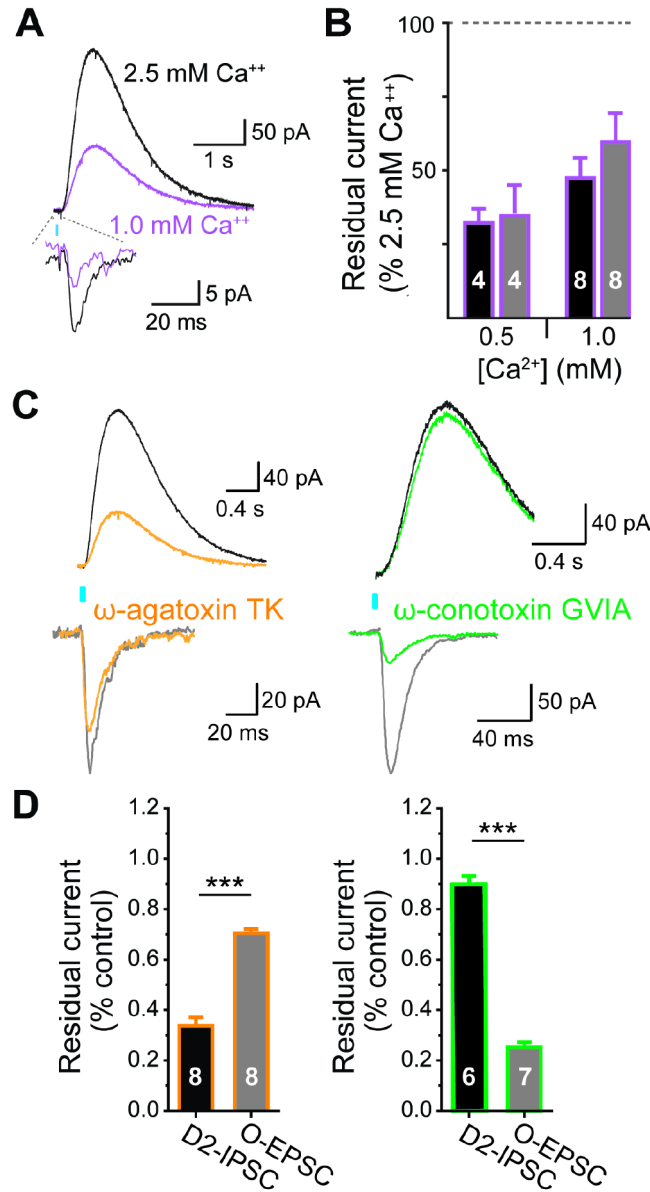 A
2.5 mM Ca⁺⁺
50 pA
1 s
1.0 mM Ca⁺⁺
5 pA
20 ms
B
Residual current
(% 2.5 mM Ca⁺⁺)
100
50
4
4
8
8
0.5
1.0
[Ca²⁺] (mM)
C
40 pA
0.4 s
40 pA
0.4 s
ω-agatoxin TK
ω-conotoxin GVIA
20 pA
20 ms
50 pA
40 ms
D
Residual current
(% control)
1.2
1.0
0.8
0.6
0.4
0.2
0.0
***
8
8
D2-IPSC
O-EPSC
Residual current
(% control)
1.2
1.0
0.8
0.6
0.4
0.2
0.0
***
6
7
D2-IPSC
O-EPSC